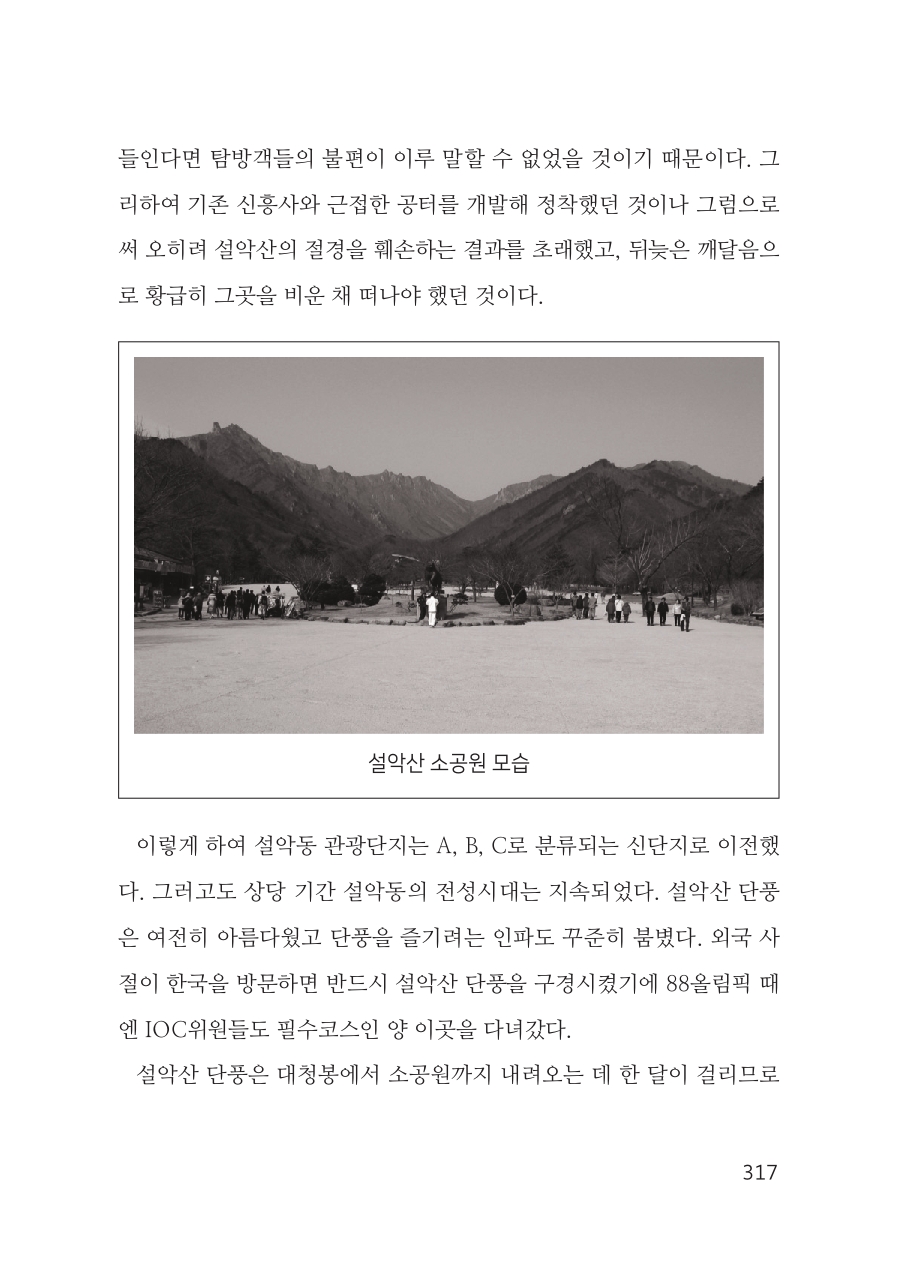 들인다면 탐방객들의 불편이 이루 말할 수 없었을 것이기 때문이다. 그
리하여 기존 신흥사와 근접한 공터를 개발해 정착했던 것이나 그럼으로
써 오히려 설악산의 절경을 훼손하는 결과를 초래했고, 뒤늦은 깨달음으
로 황급히 그곳을 비운 채 떠나야 했던 것이다.
설악산 소공원 모습
이렇게 하여 설악동 관광단지는 A, B, C로 분류되는 신단지로 이전했
다. 그러고도 상당 기간 설악동의 전성시대는 지속되었다. 설악산 단풍
은 여전히 아름다웠고 단풍을 즐기려는 인파도 꾸준히 붐볐다. 외국 사
절이 한국을 방문하면 반드시 설악산 단풍을 구경시켰기에 88올림픽 때
엔 IOC위원들도 필수코스인 양 이곳을 다녀갔다.
설악산 단풍은 대청봉에서 소공원까지 내려오는 데 한 달이 걸리므로
317